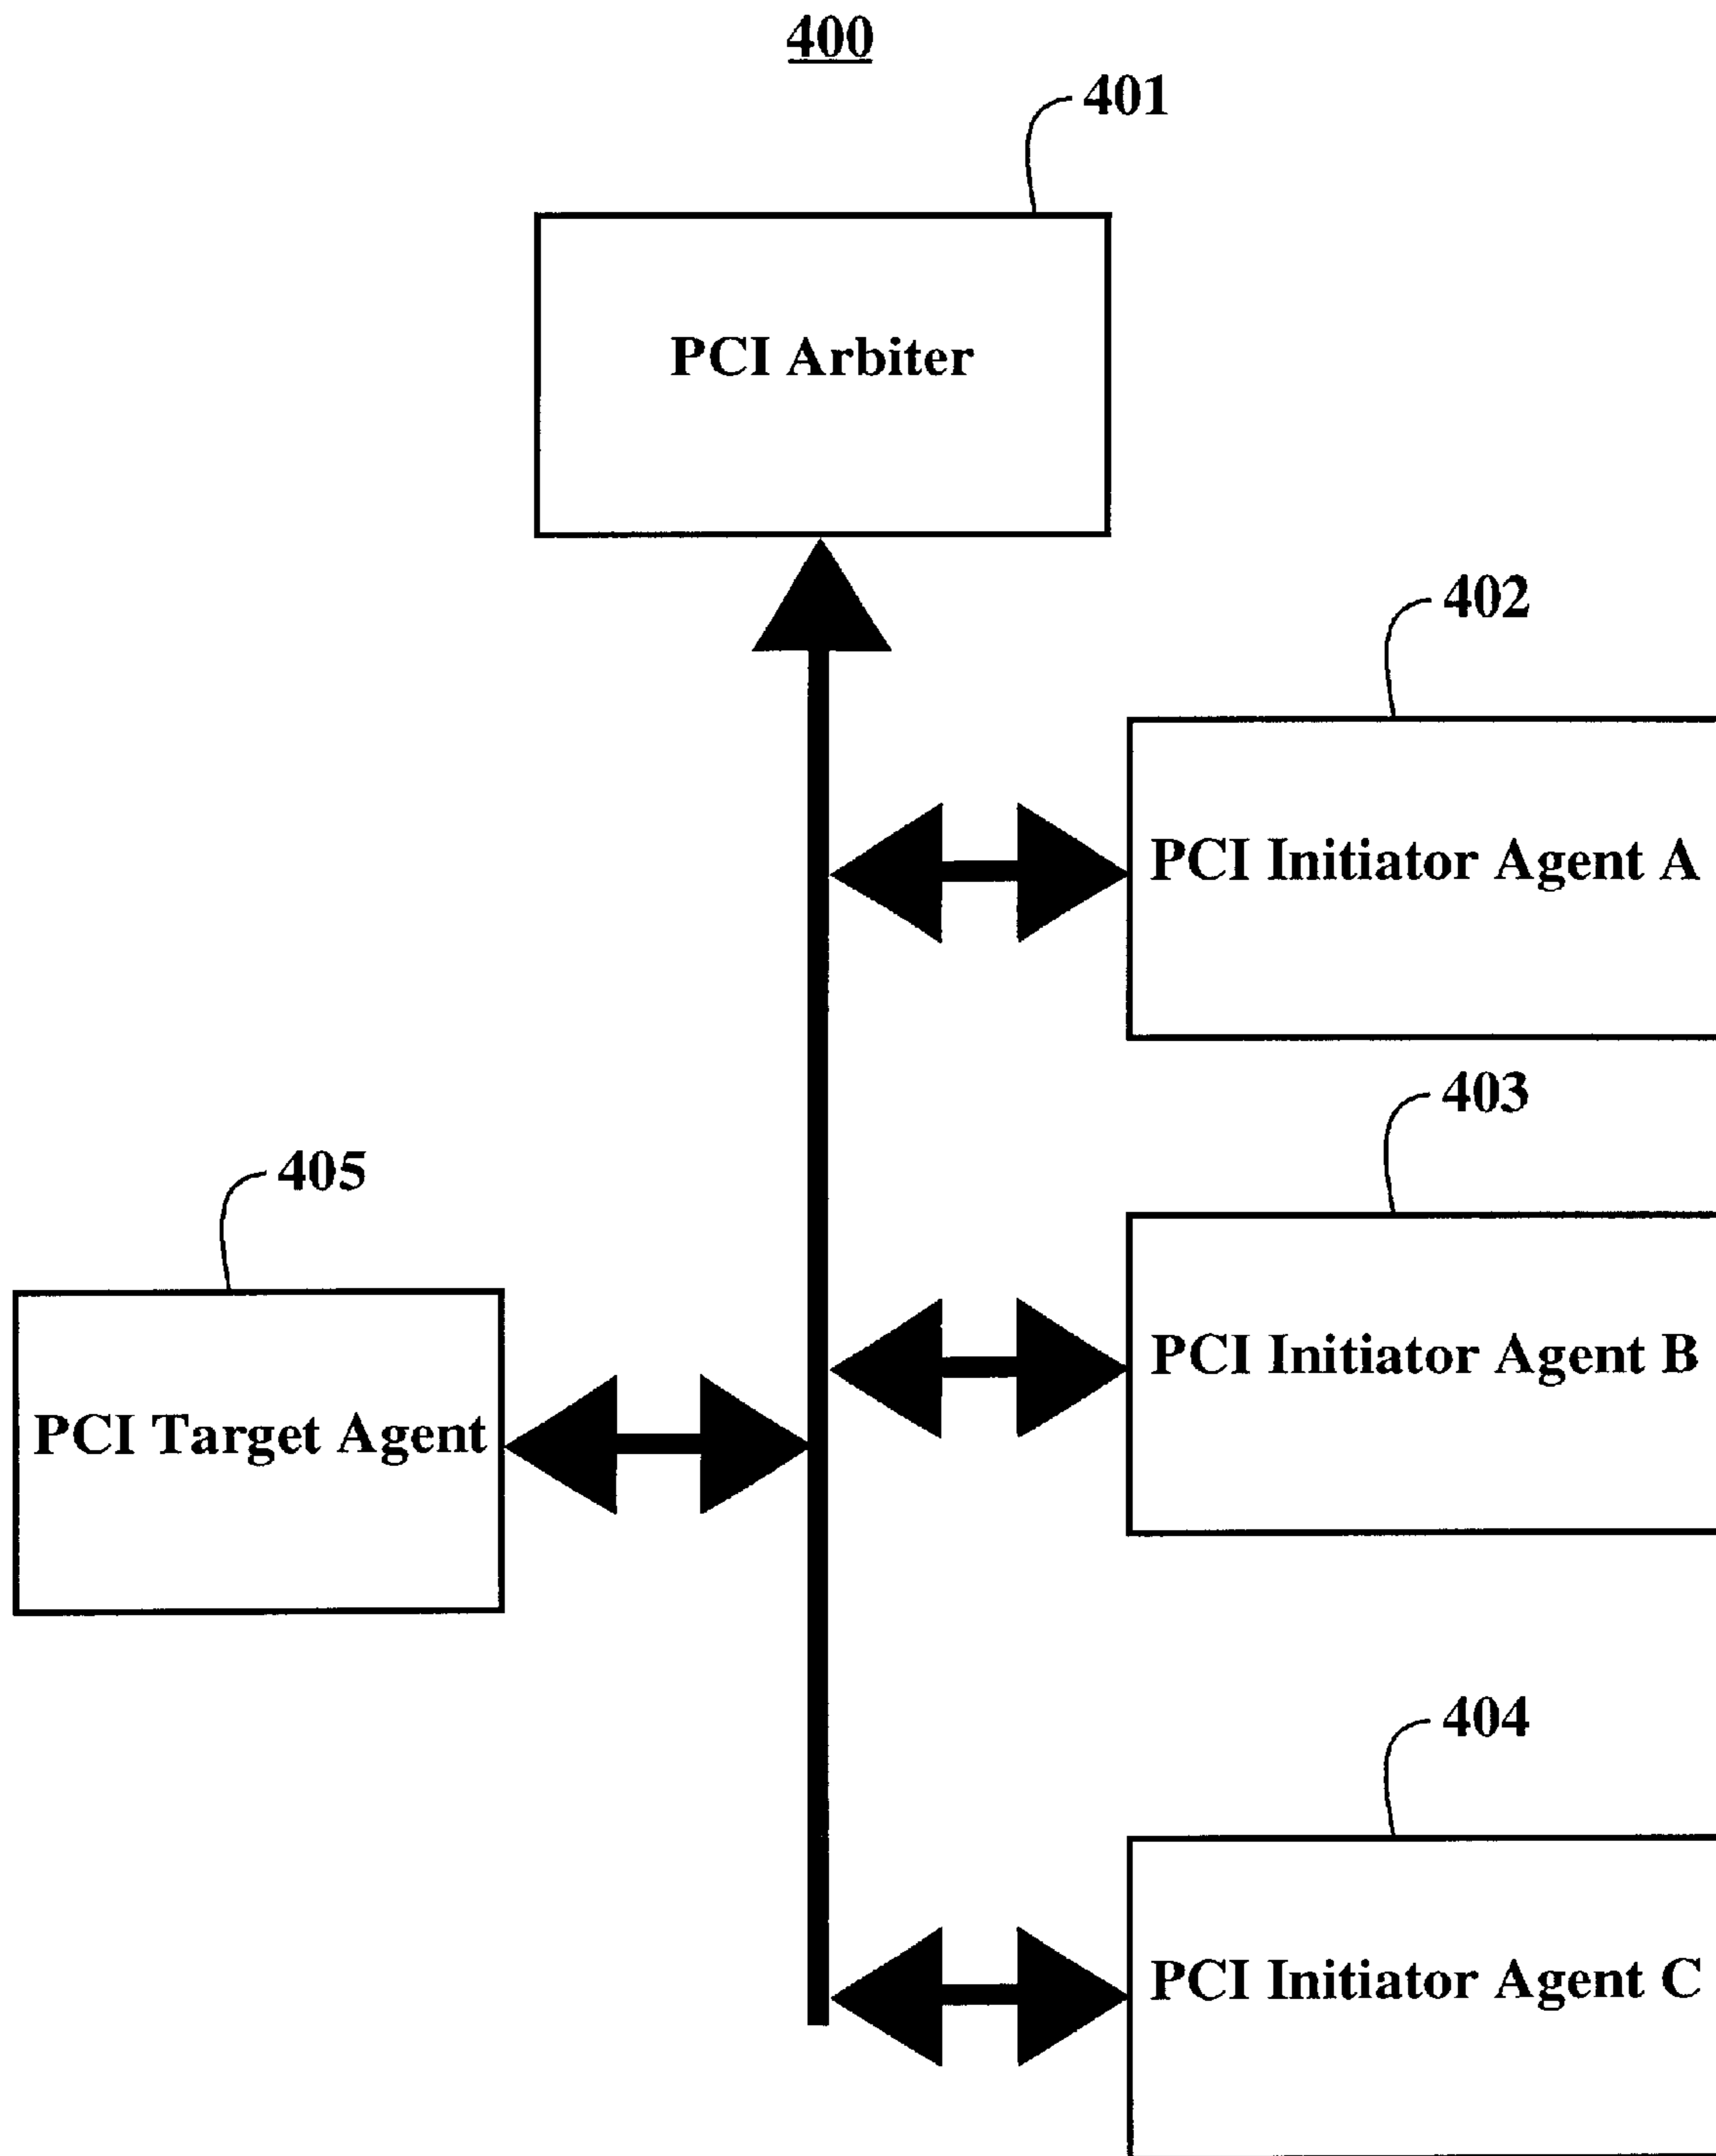 400
401
PCI Arbiter
402
PCI Initiator Agent A
403
405
PCI Initiator Agent B
PCI Target Agent
404
PCI Initiator Agent C